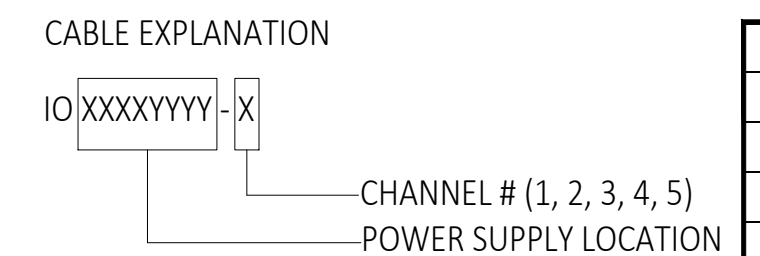 CABLE EXPLANATION
IO XXXXYYYY - X
CHANNEL # (1, 2, 3, 4, 5)
POWER SUPPLY LOCATION